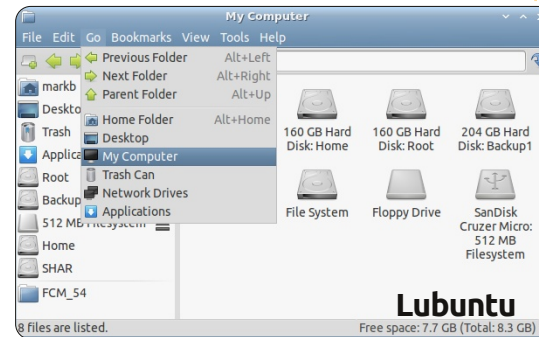 My Computer
File Edit Go Bookmarks View Tools Help
Previous Folder Alt+Left
Next Folder Alt+Right
Parent Folder Alt+Up
Home Folder Alt+Home
Desktop
My Computer
Trash Can
Network Drives
Applications
markb
Deskto
Trash
Applica
Root
Backup
512 MB Filesystem
Home
SHAR
FCM_54
160 GB Hard
Disk: Home
160 GB Hard
Disk: Root
204 GB Hard
Disk: Backup1
File System
Floppy Drive
SanDisk
Cruzer Micro:
512 MB
Filesystem
Lubuntu
8 files are listed.
Free space: 7.7 GB (Total: 8.3 GB)